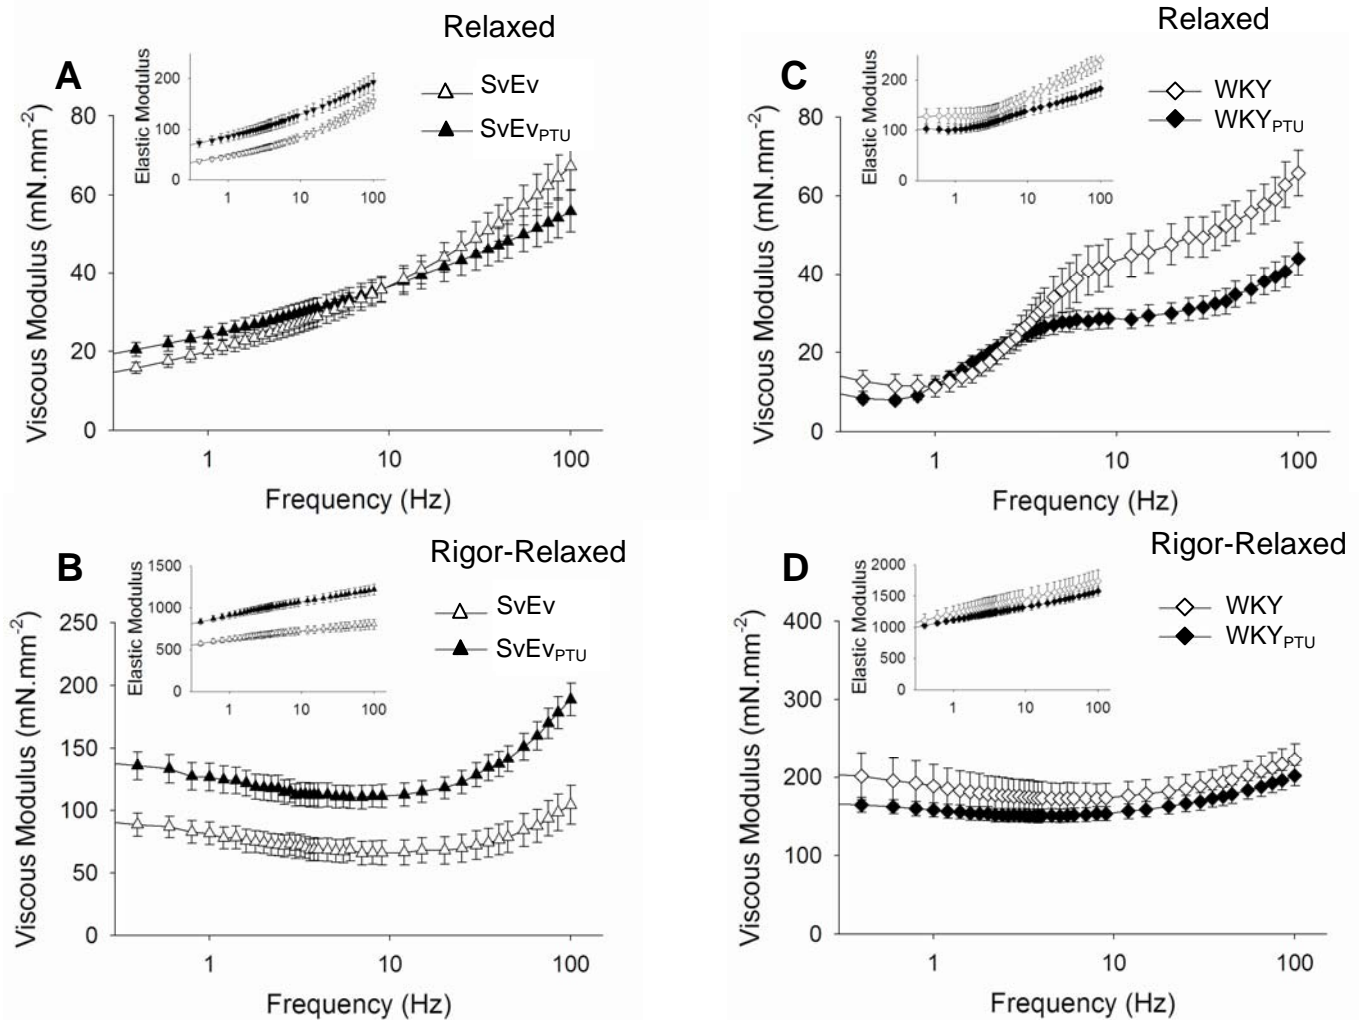 Relaxed
A
Elastic Modulus
200
100
0
1
10
100
SvEv
SvEvPTU
Viscous Modulus (mN.mm-2)
80
60
40
20
0
1
10
100
Frequency (Hz)
Relaxed
C
Elastic Modulus
200
100
0
1
10
100
WKY
WKYPTU
Viscous Modulus (mN.mm-2)
80
60
40
20
0
1
10
100
Frequency (Hz)
Rigor-Relaxed
B
Elastic Modulus
1500
1000
500
0
1
10
100
SvEv
SvEvPTU
Viscous Modulus (mN.mm-2)
250
200
150
100
50
0
1
10
100
Frequency (Hz)
Rigor-Relaxed
D
Elastic Modulus
2000
1500
1000
500
0
1
10
100
WKY
WKYPTU
Viscous Modulus (mN.mm-2)
400
300
200
100
0
1
10
100
Frequency (Hz)